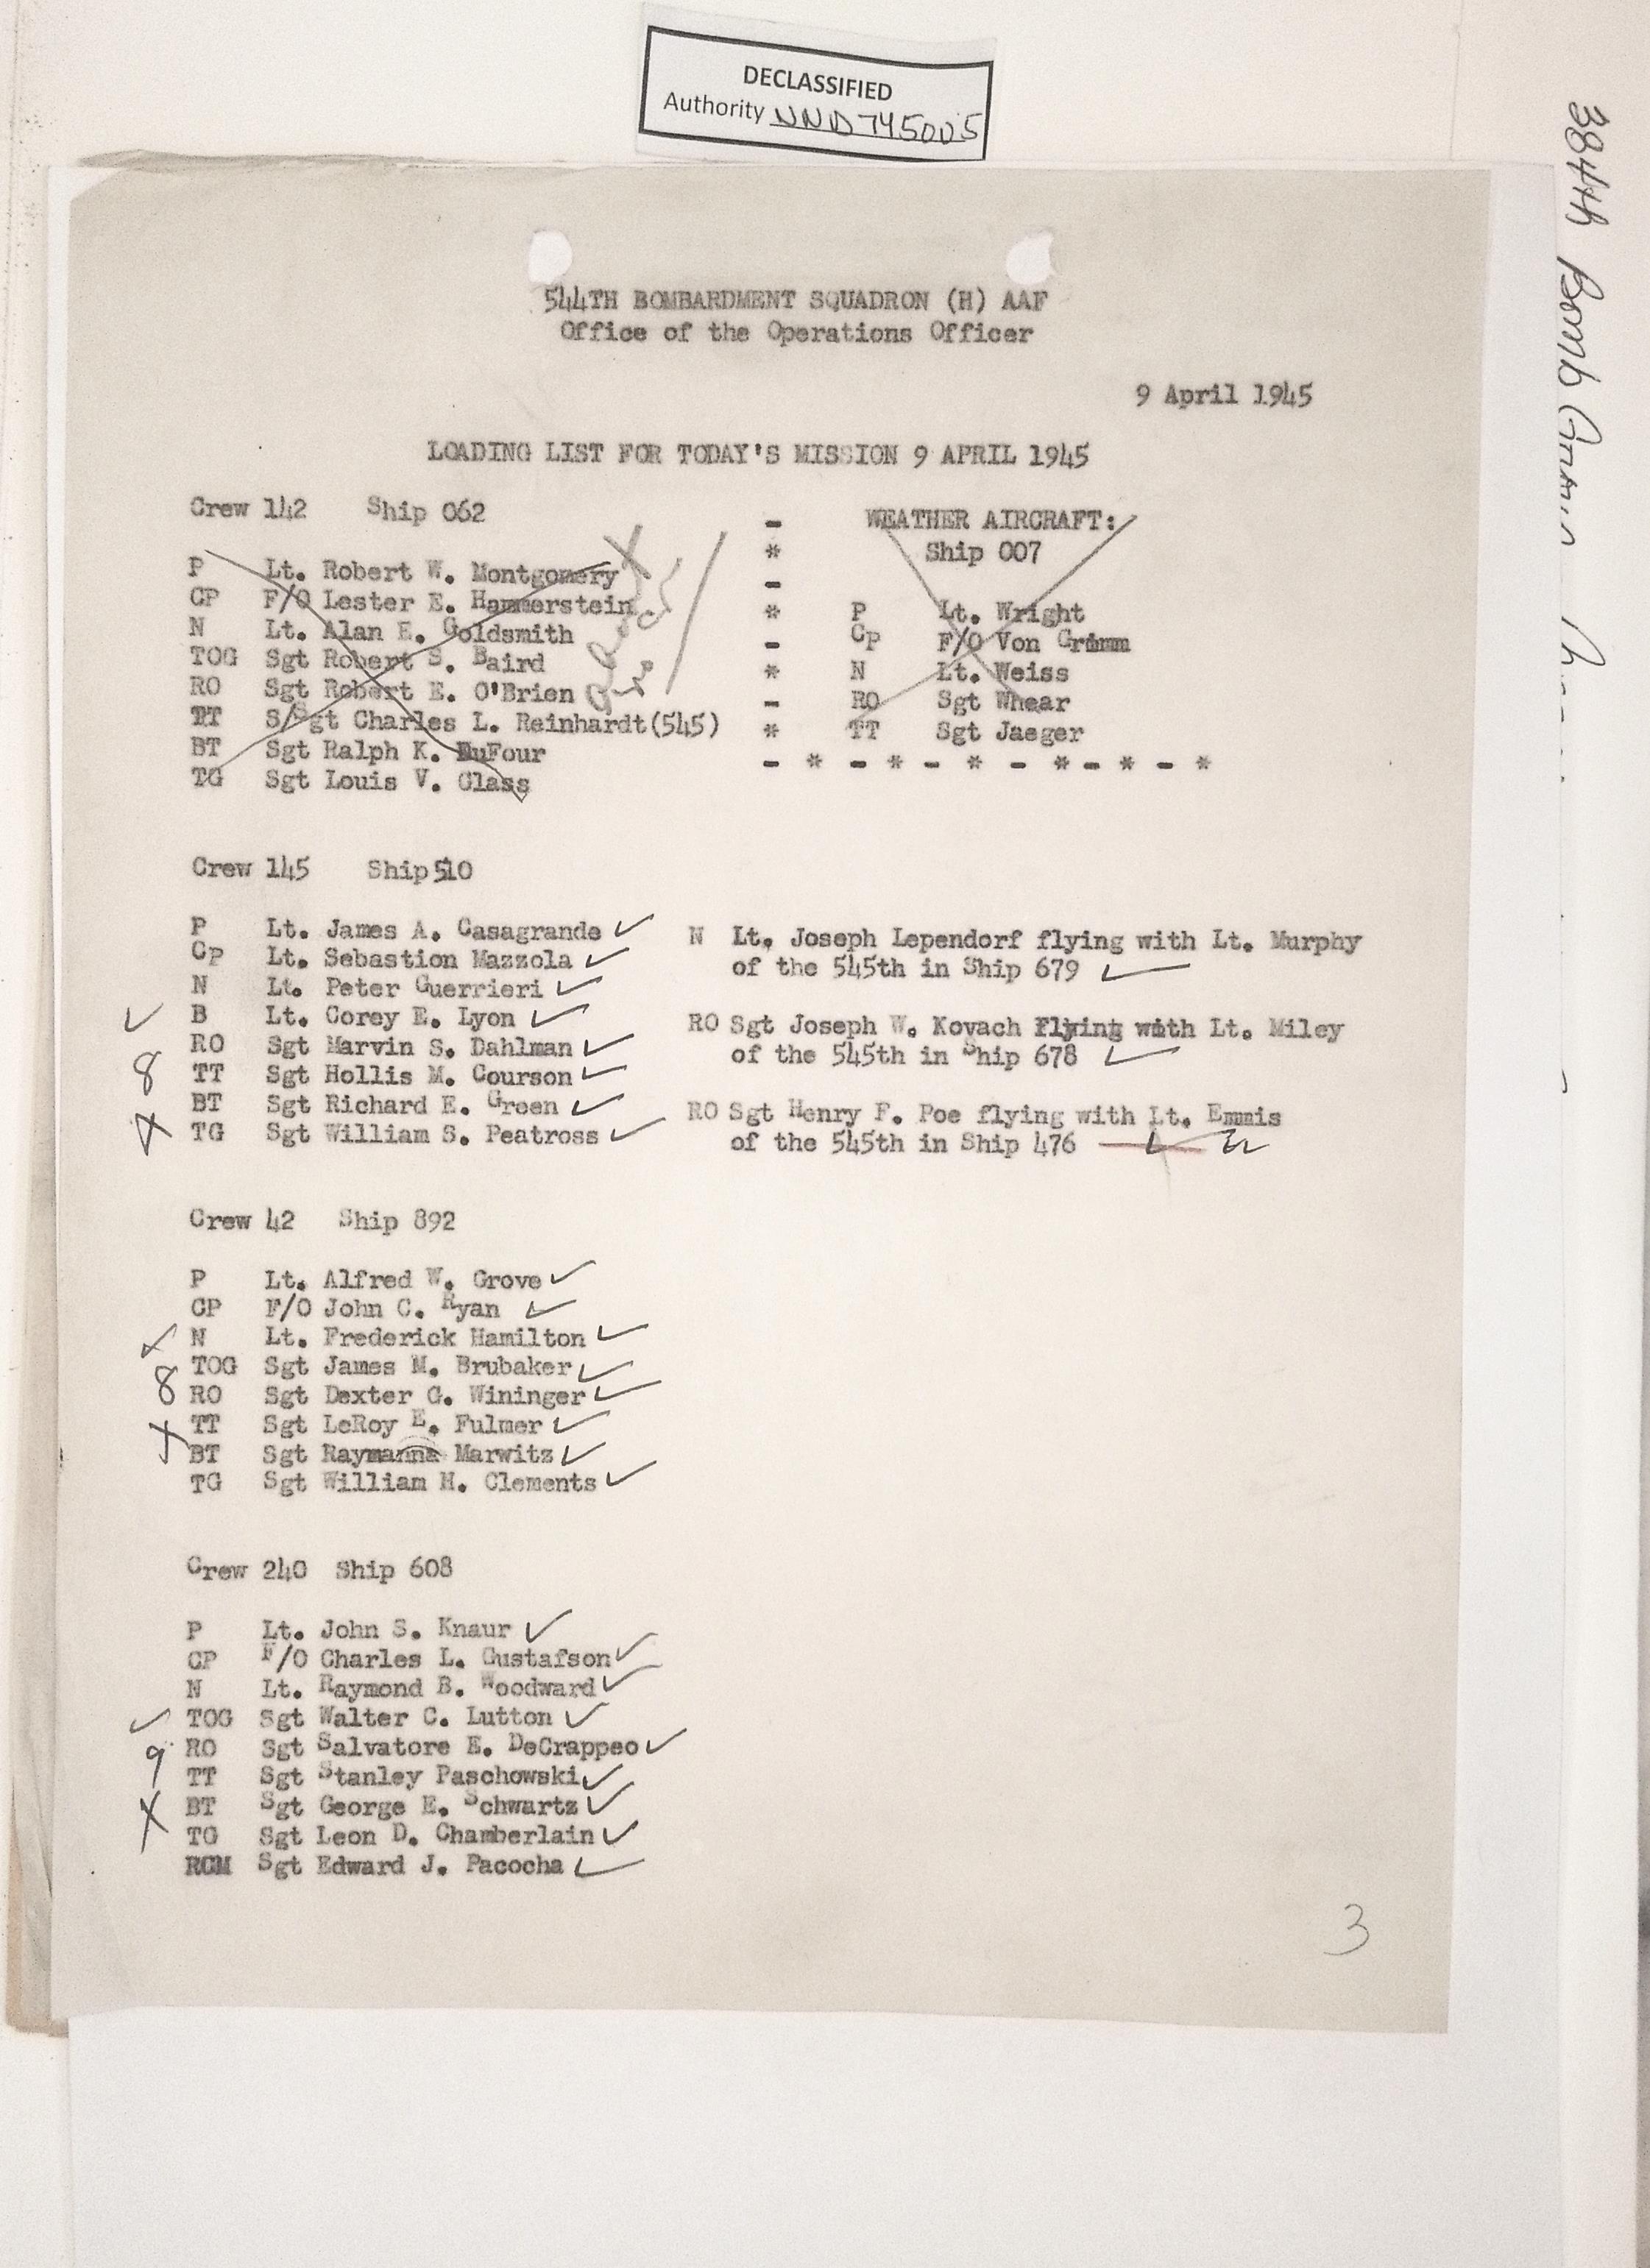 DECLASSIFIED
Authority NND745005
384th Bomb
544TH BOMBARDMENT SQUADRON (H) AAF
Office of the Operations Officer
9 April 1945
LOADING LIST FOR TODAY'S MISSION 9 APRIL 1945
Crew 142 Ship 062
P Lt. Robert W. Montgomery
CP F/O Lester E. Hammerstein
N Lt. Alan E. Goldsmith
TOG Sgt Robert S. Baird
RO Sgt Robert E. O'Brien
TT S/Sgt Charles L. Reinhardt(545)
BT Sgt Ralph K. DuFour
TG Sgt Louis V. Glass
- WEATHER AIRCRAFT:
* Ship 007
-
* P Lt. Wright
- CP F/O Von Grimm
* N Lt. Weiss
- RO Sgt Whear
* TT Sgt Jaeger
- * - * - * - * - * - *
Crew 145 Ship 510
P Lt. James A. Casagrande ✓
CP Lt. Sebastion Mazzola ✓
N Lt. Peter Guerrieri ✓
✓ B Lt. Corey E. Lyon ✓
RO Sgt Marvin S. Dahlman ✓
8 TT Sgt Hollis M. Courson ✓
BT Sgt Richard E. Green ✓
X TG Sgt William S. Peatross ✓
N Lt. Joseph Lependorf flying with Lt. Murphy
of the 545th in Ship 679 ✓
RO Sgt Joseph W. Kovach Flying with Lt. Miley
of the 545th in Ship 678 ✓
RO Sgt Henry F. Poe flying with Lt. Emmis
of the 545th in Ship 476
Crew 42 Ship 892
P Lt. Alfred W. Grove ✓
CP F/O John C. Ryan ✓
✓ N Lt. Frederick Hamilton ✓
TOG Sgt James M. Brubaker ✓
8 RO Sgt Dexter G. Wininger ✓
X TT Sgt LeRoy E. Fulmer ✓
BT Sgt Marwitz ✓
TG Sgt William H. Clements ✓
Crew 240 Ship 608
P Lt. John S. Knaur ✓
CP F/O Charles L. Gustafson ✓
N Lt. Raymond B. Woodward ✓
✓ TOG Sgt Walter C. Lutton ✓
9 RO Sgt Salvatore E. DeCrappeo ✓
TT Sgt Stanley Paschowski ✓
X BT Sgt George E. Schwartz ✓
TG Sgt Leon D. Chamberlain ✓
RCM Sgt Edward J. Pacocha ✓
3